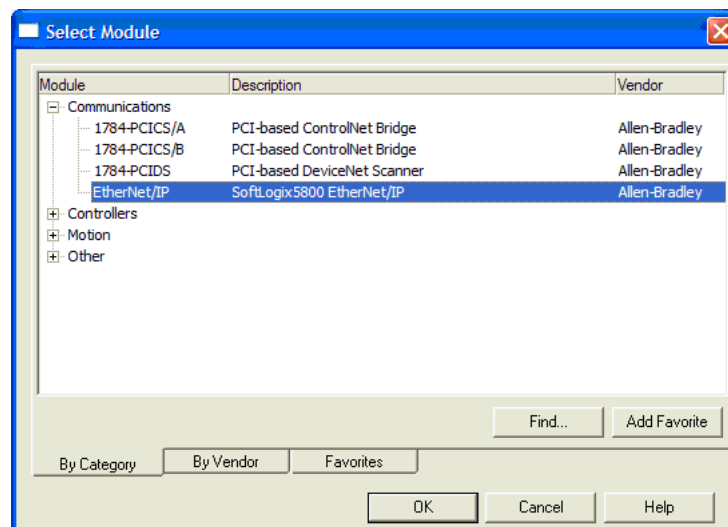 Select Module
Module Description Vendor
Communications
1784-PCICS/A PCI-based ControlNet Bridge Allen-Bradley
1784-PCICS/B PCI-based ControlNet Bridge Allen-Bradley
1784-PCIDS PCI-based DeviceNet Scanner Allen-Bradley
EtherNet/IP SoftLogix5800 EtherNet/IP Allen-Bradley
Controllers
Motion
Other
Find... Add Favorite
By Category By Vendor Favorites
OK Cancel Help